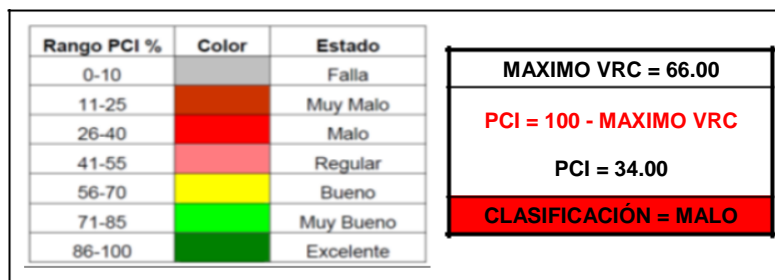 Rango PCI % Color Estado
0-10 Falla
11-25 Muy Malo
26-40 Malo
41-55 Regular
56-70 Bueno
71-85 Muy Bueno
86-100 Excelente
MAXIMO VRC = 66.00
PCI = 100 - MAXIMO VRC
PCI = 34.00
CLASIFICACIÓN = MALO